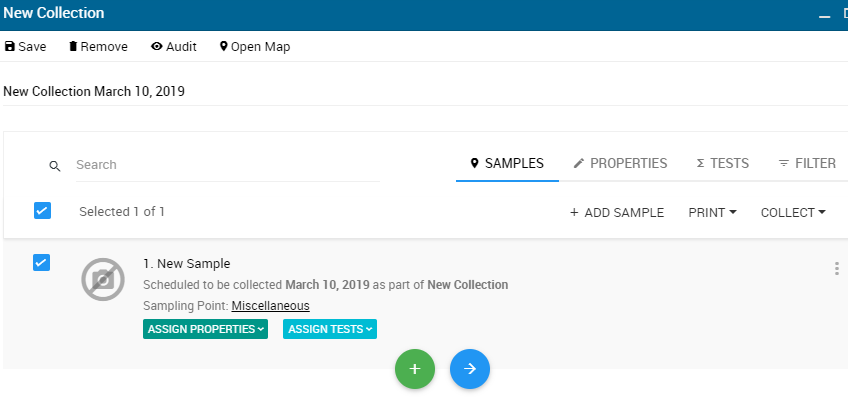 New Collection
Save Remove Audit Open Map
New Collection March 10, 2019
Search SAMPLES PROPERTIES Σ TESTS FILTER
Selected 1 of 1 + ADD SAMPLE PRINT COLLECT
1. New Sample
Scheduled to be collected March 10, 2019 as part of New Collection
Sampling Point: Miscellaneous
ASSIGN PROPERTIES ASSIGN TESTS